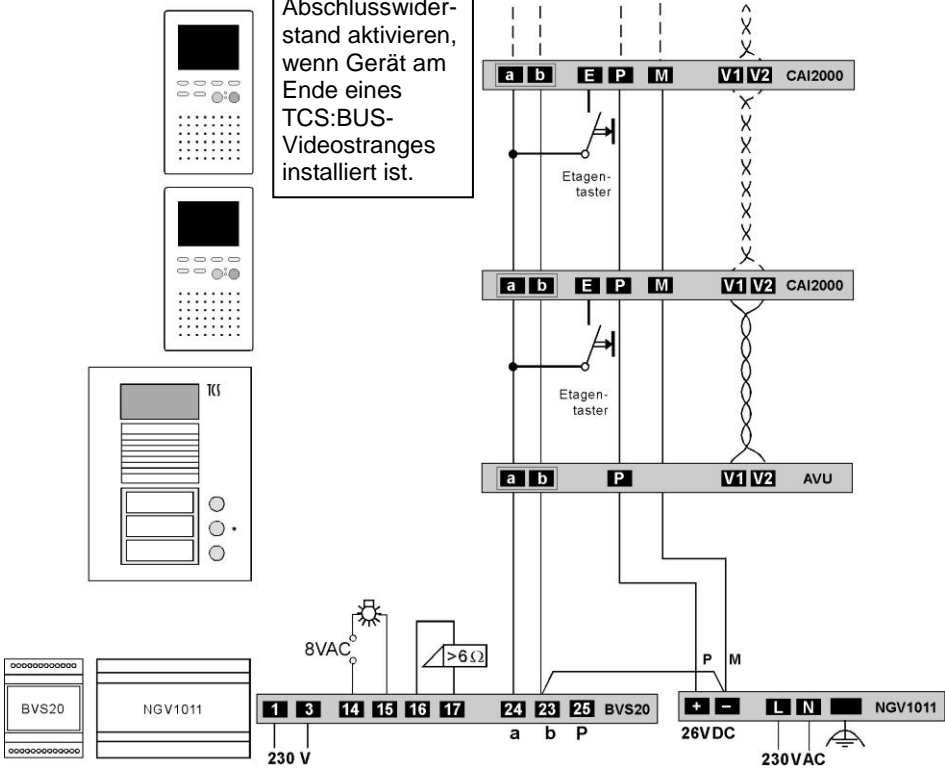 Abschlusswider-
stand aktivieren,
wenn Gerät am
Ende eines
TCS:BUS-
Videostranges
installiert ist.
a b E P M V1 V2 CAI2000
Etagen-
taster
a b E P M V1 V2 CAI2000
Etagen-
taster
TCS
a b P V1 V2 AVU
8VAC
>6Ω
P M
BVS20
NGV1011
1 3 14 15 16 17 24 23 25 BVS20
a b P
230 V
+ − L N NGV1011
26VDC
230VAC